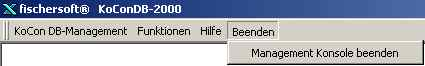 fischersoft® KoConDB-2000
KoCon DB-Management Funktionen Hilfe Beenden
Management Konsole beenden